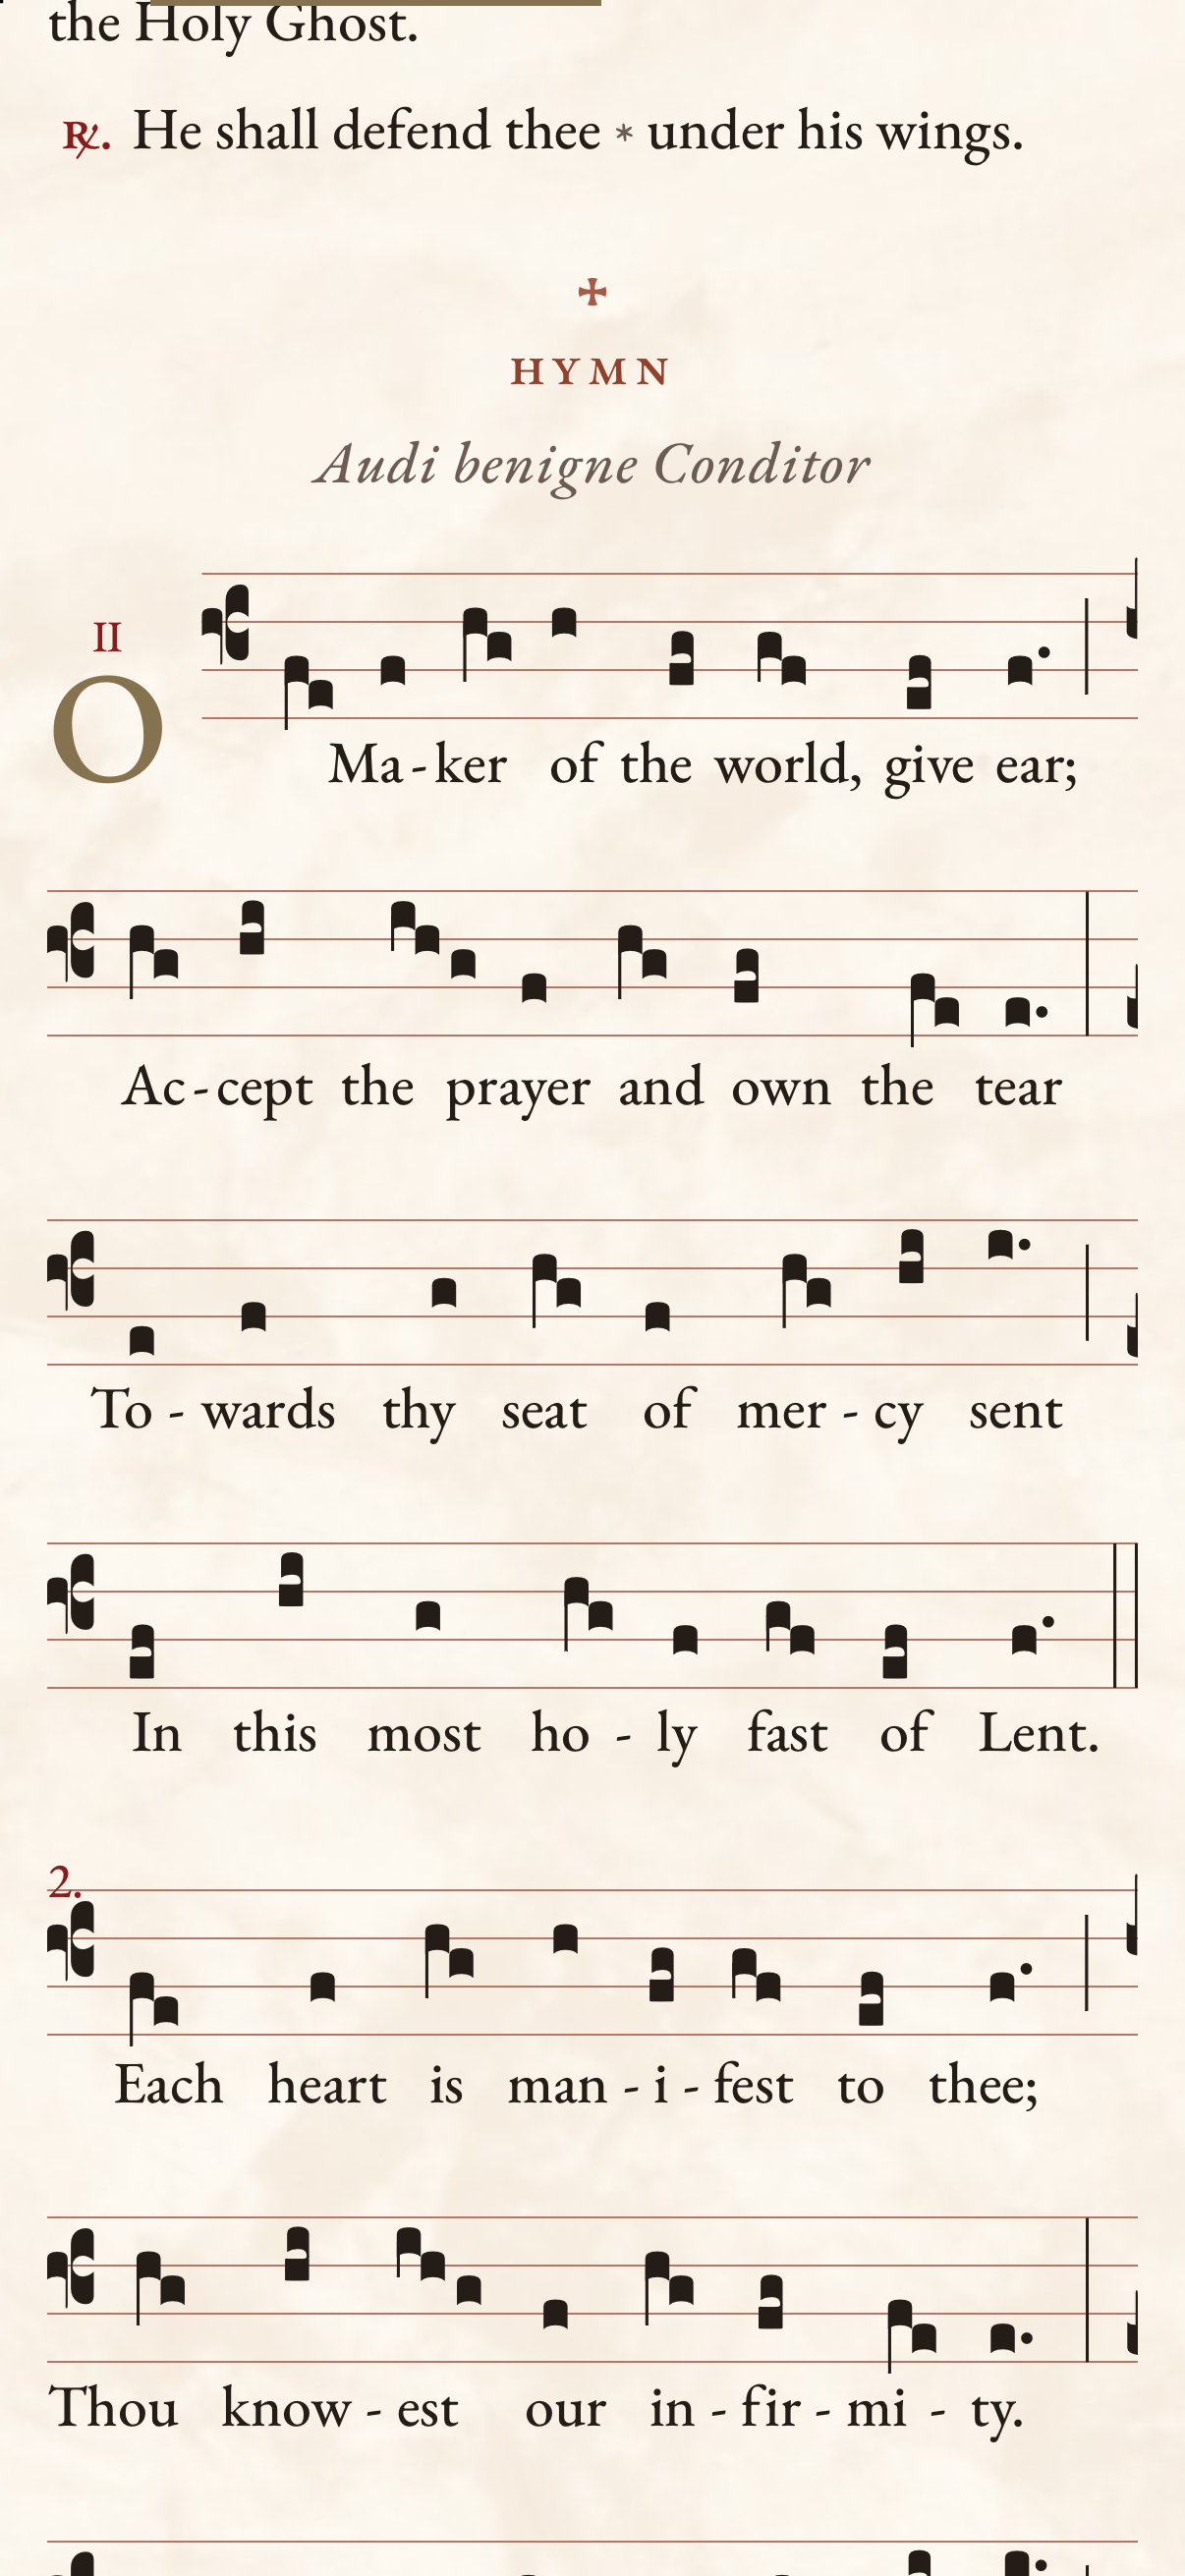 the Holy Ghost.
℟. He shall defend thee * under his wings.
✠
HYMN
Audi benigne Conditor
II
O Ma-ker of the world, give ear;
Ac-cept the prayer and own the tear
To - wards thy seat of mer - cy sent
In this most ho - ly fast of Lent.
2.
Each heart is man - i - fest to thee;
Thou know - est our in - fir - mi - ty.